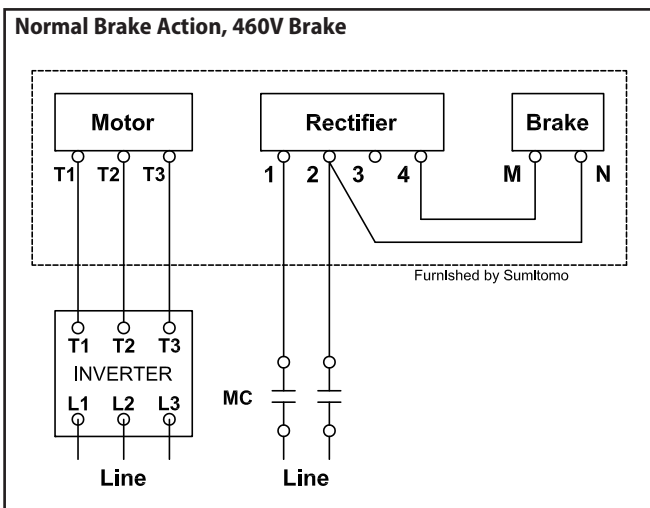 Normal Brake Action, 460V Brake
Motor Rectifier Brake
T1 T2 T3 1 2 3 4 M N
Furnished by Sumitomo
T1 T2 T3
INVERTER
MC
L1 L2 L3
Line Line